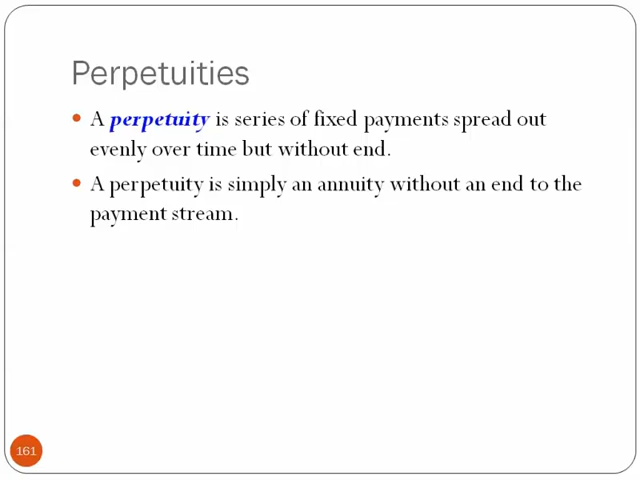 Perpetuities
• A perpetuity is series of fixed payments spread out
evenly over time but without end.
• A perpetuity is simply an annuity without an end to the
payment stream.
161